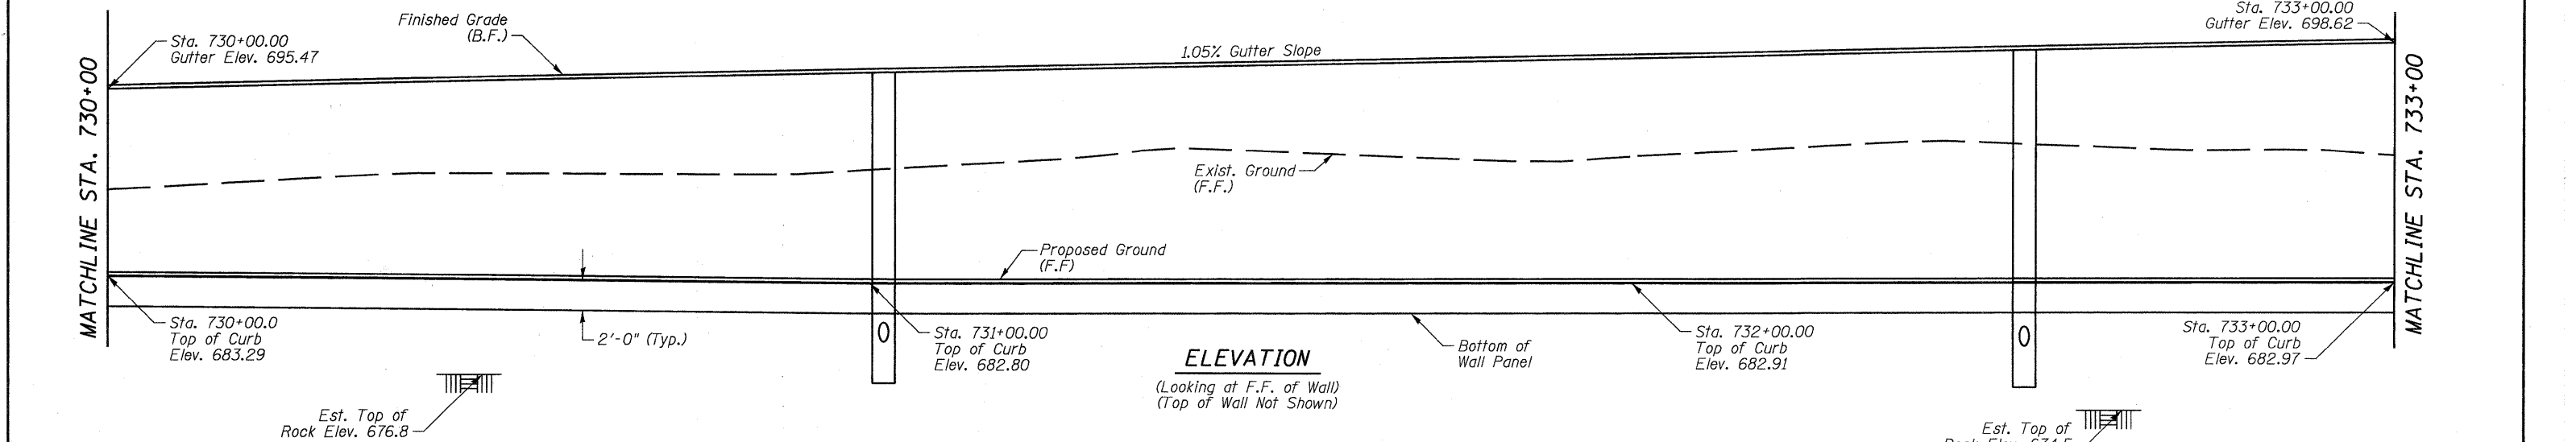 MATCHLINE STA. 730+00
Sta. 730+00.00
Gutter Elev. 695.47
Finished Grade
(B.F.)
1.05% Gutter Slope
Sta. 733+00.00
Gutter Elev. 698.62
MATCHLINE STA. 733+00
Exist. Ground
(F.F.)
Proposed Ground
(F.F)
Sta. 730+00.0
Top of Curb
Elev. 683.29
2'-0" (Typ.)
Sta. 731+00.00
Top of Curb
Elev. 682.80
ELEVATION
(Looking at F.F. of Wall)
(Top of Wall Not Shown)
Bottom of
Wall Panel
Sta. 732+00.00
Top of Curb
Elev. 682.91
Sta. 733+00.00
Top of Curb
Elev. 682.97
Est. Top of
Rock Elev. 676.8
Est. Top of
Rock Elev.